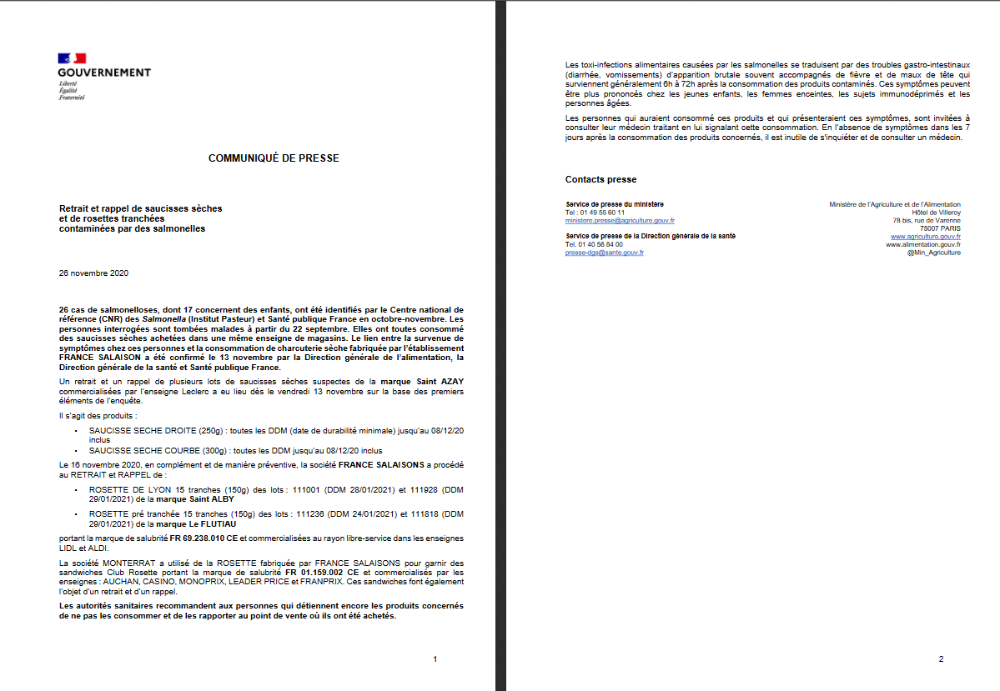 GOUVERNEMENT
Liberté
Égalité
Fraternité
COMMUNIQUÉ DE PRESSE
Retrait et rappel de saucisses sèches
et de rosettes tranchées
contaminées par des salmonelles
26 novembre 2020
26 cas de salmonelloses, dont 17 concernent des enfants, ont été identifiés par le Centre national de
référence (CNR) des Salmonella (Institut Pasteur) et Santé publique France en octobre-novembre. Les
personnes interrogées sont tombées malades à partir du 22 septembre. Elles ont toutes consommé
des saucisses sèches achetées dans une même enseigne de magasins. Le lien entre la survenue de
symptômes chez ces personnes et la consommation de charcuterie sèche fabriquée par l'établissement
FRANCE SALAISON a été confirmé le 13 novembre par la Direction générale de l'alimentation, la
Direction générale de la santé et Santé publique France.
Un retrait et un rappel de plusieurs lots de saucisses sèches suspectes de la marque Saint AZAY
commercialisées par l'enseigne Leclerc a eu lieu dès le vendredi 13 novembre sur la base des premiers
éléments de l'enquête.
Il s'agit des produits :
• SAUCISSE SECHE DROITE (250g) : toutes les DDM (date de durabilité minimale) jusqu'au 08/12/20
inclus
• SAUCISSE SECHE COURBE (300g) : toutes les DDM jusqu'au 08/12/20 inclus
Le 16 novembre 2020, en complément et de manière préventive, la société FRANCE SALAISONS a procédé
au RETRAIT et RAPPEL de :
• ROSETTE DE LYON 15 tranches (150g) des lots : 111001 (DDM 28/01/2021) et 111928 (DDM
29/01/2021) de la marque Saint ALBY
• ROSETTE pré tranchée 15 tranches (150g) des lots : 111236 (DDM 24/01/2021) et 111818 (DDM
29/01/2021) de la marque Le FLUTIAU
portant la marque de salubrité FR 69.238.010 CE et commercialisées au rayon libre-service dans les enseignes
LIDL et ALDI.
La société MONTERRAT a utilisé de la ROSETTE fabriquée par FRANCE SALAISONS pour garnir des
sandwiches Club Rosette portant la marque de salubrité FR 01.159.002 CE et commercialisés par les
enseignes : AUCHAN, CASINO, MONOPRIX, LEADER PRICE et FRANPRIX. Ces sandwiches font également
l'objet d'un retrait et d'un rappel.
Les autorités sanitaires recommandent aux personnes qui détiennent encore les produits concernés
de ne pas les consommer et de les rapporter au point de vente où ils ont été achetés.
1
Les toxi-infections alimentaires causées par les salmonelles se traduisent par des troubles gastro-intestinaux
(diarrhée, vomissements) d'apparition brutale souvent accompagnés de fièvre et de maux de tête qui
surviennent généralement 6h à 72h après la consommation des produits contaminés. Ces symptômes peuvent
être plus prononcés chez les jeunes enfants, les femmes enceintes, les sujets immunodéprimés et les
personnes âgées.
Les personnes qui auraient consommé ces produits et qui présenteraient ces symptômes, sont invitées à
consulter leur médecin traitant en lui signalant cette consommation. En l'absence de symptômes dans les 7
jours après la consommation des produits concernés, il est inutile de s'inquiéter et de consulter un médecin.
Contacts presse
Service de presse du ministère
Tel : 01 49 55 60 11
ministere.presse@agriculture.gouv.fr
Service de presse de la Direction générale de la santé
Tel. 01 40 56 84 00
presse-dgs@sante.gouv.fr
Ministère de l'Agriculture et de l'Alimentation
Hôtel de Villeroy
78 bis, rue de Varenne
75007 PARIS
www.agriculture.gouv.fr
www.alimentation.gouv.fr
@Min_Agriculture
2